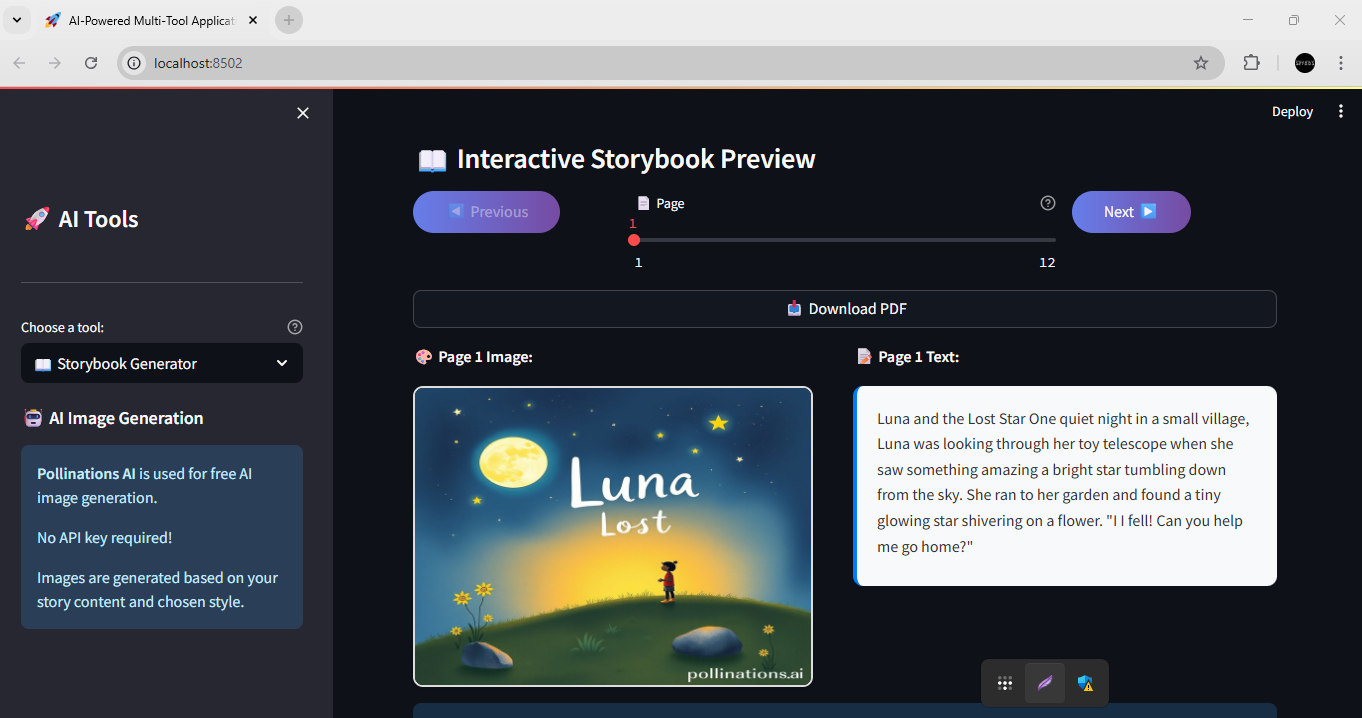 AI-Powered Multi-Tool Applicat
localhost:8502
Deploy
AI Tools
Choose a tool:
Storybook Generator
AI Image Generation
Pollinations AI is used for free AI
image generation.
No API key required!
Images are generated based on your
story content and chosen style.
Interactive Storybook Preview
Previous
Page
1
1
12
Next
Download PDF
Page 1 Image:
Luna
Lost
pollinations.ai
Page 1 Text:
Luna and the Lost Star One quiet night in a small village,
Luna was looking through her toy telescope when she
saw something amazing a bright star tumbling down
from the sky. She ran to her garden and found a tiny
glowing star shivering on a flower. "I I fell! Can you help
me go home?"